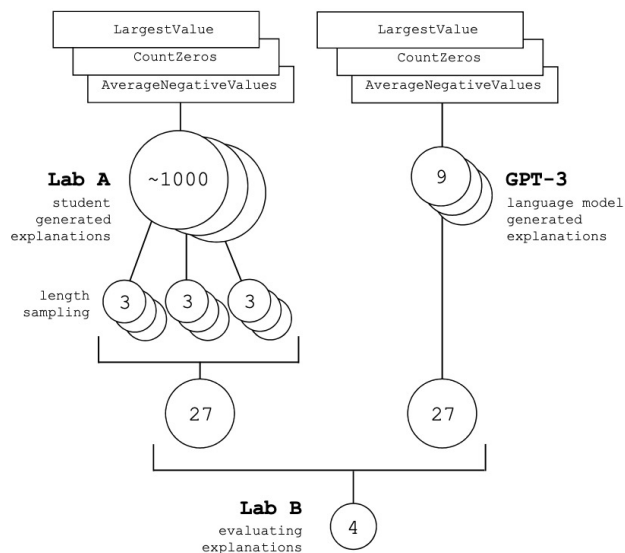 LargestValue
CountZeros
AverageNegativeValues
LargestValue
CountZeros
AverageNegativeValues
Lab A
student
generated
explanations
~1000
9
GPT-3
language model
generated
explanations
length
sampling
3
3
3
27
27
Lab B
evaluating
explanations
4